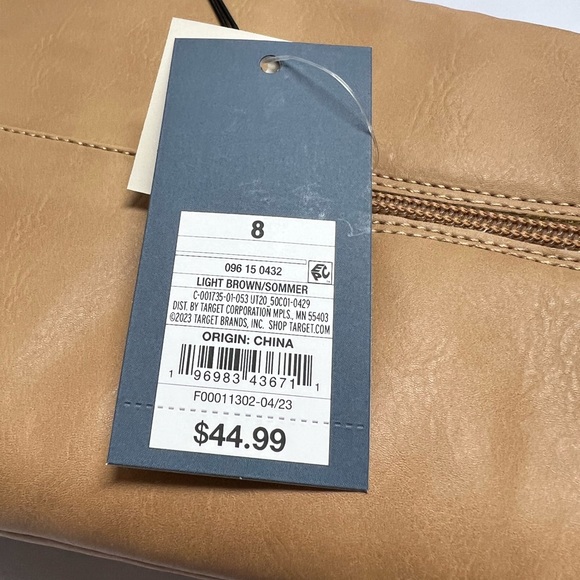 8
096 15 0432
LIGHT BROWN/SOMMER
C-001735-01-053 UT20_50C01-0429
DIST. BY TARGET CORPORATION MPLS., MN 55403
©2023 TARGET BRANDS, INC. SHOP TARGET.COM
ORIGIN: CHINA
1 96983 43671 1
F00011302-04/23
$44.99